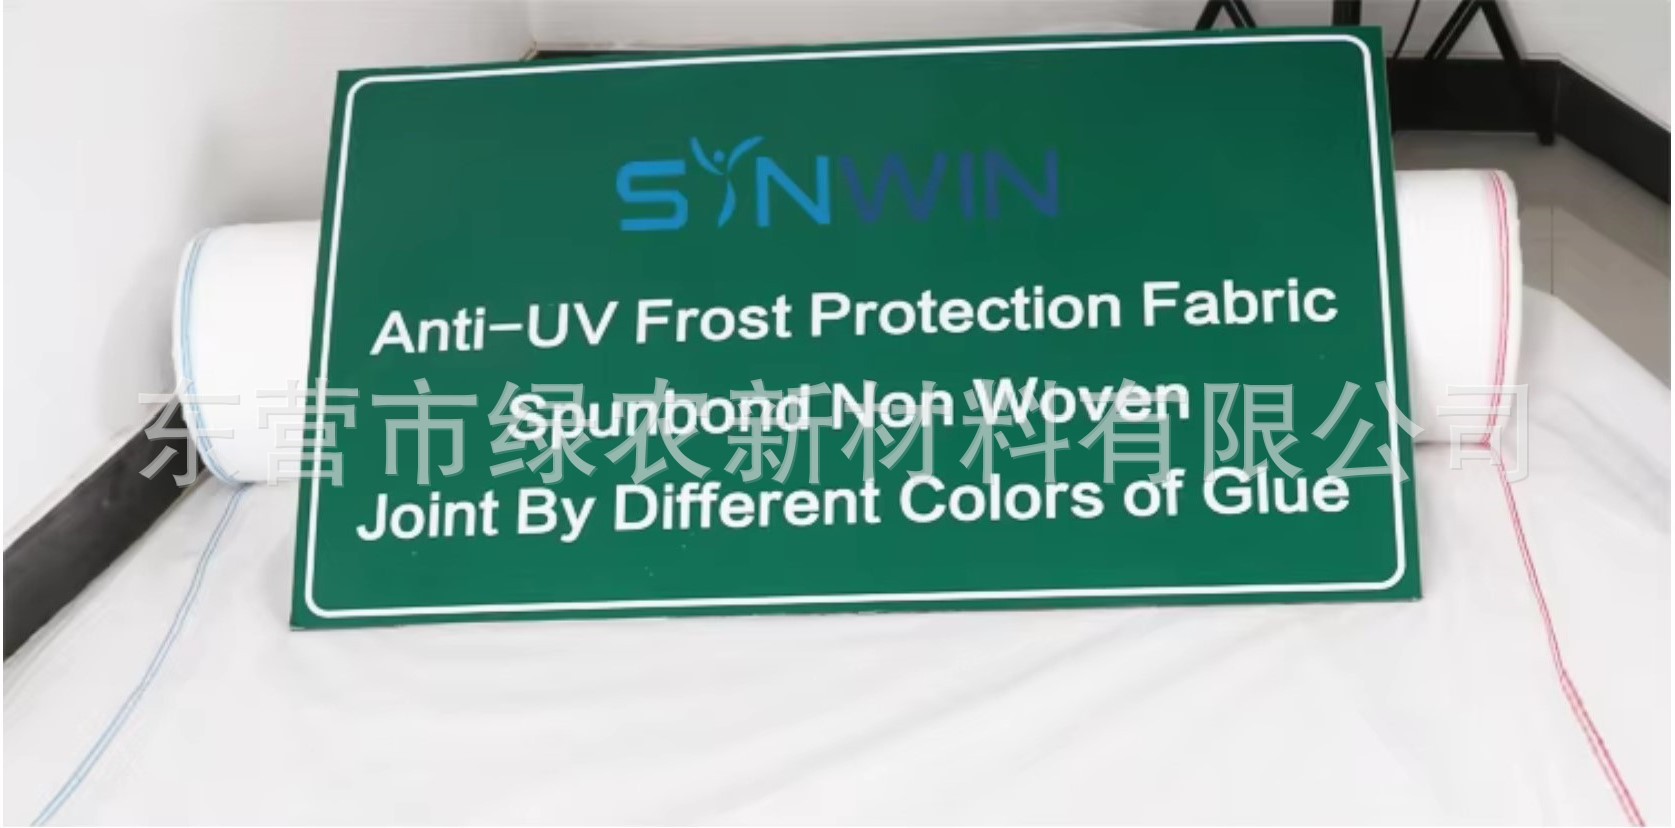 SYNWIN
Anti-UV Frost Protection Fabric
Spunbond Non Woven
Joint By Different Colors of Glue
东营市绿农新材料有限公司